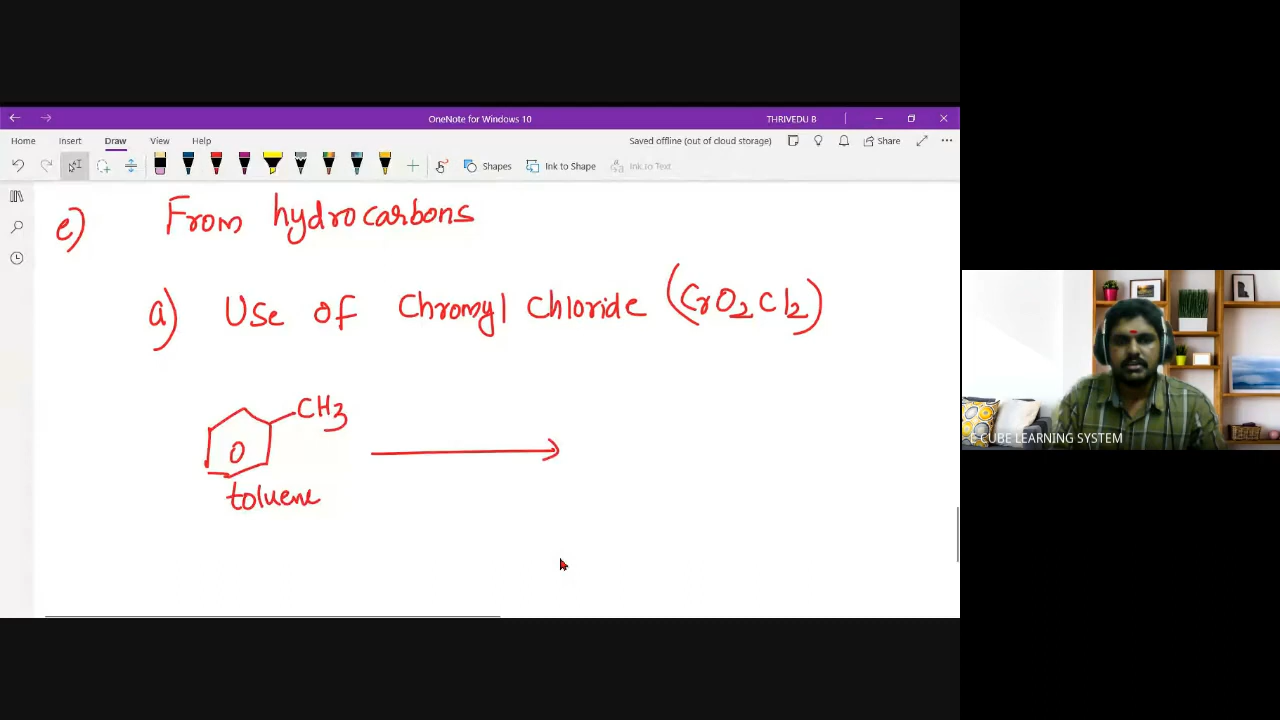 OneNote for Windows 10
THRIVEDU B
Home Insert Draw View Help
Saved offline (out of cloud storage)
Share
Shapes
Ink to Shape
Ink to Text
e) From hydrocarbons
a) Use of Chromyl Chloride (CrO2Cl2)
CH3
toluene
E CUBE LEARNING SYSTEM